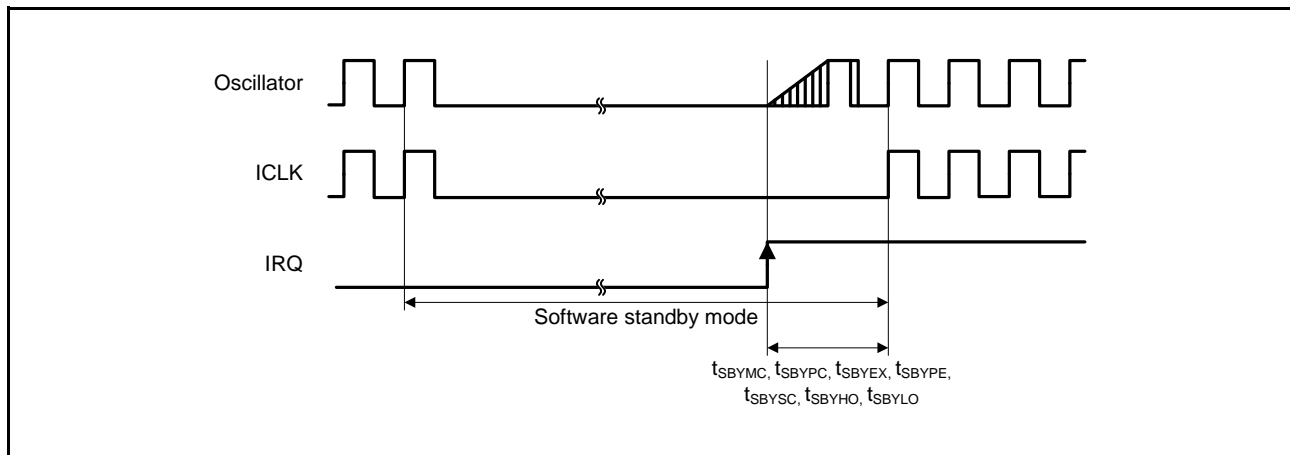 Oscillator
ICLK
IRQ
Software standby mode
tSBYMC, tSBYPC, tSBYEX, tSBYPE,
tSBYSC, tSBYHO, tSBYLO